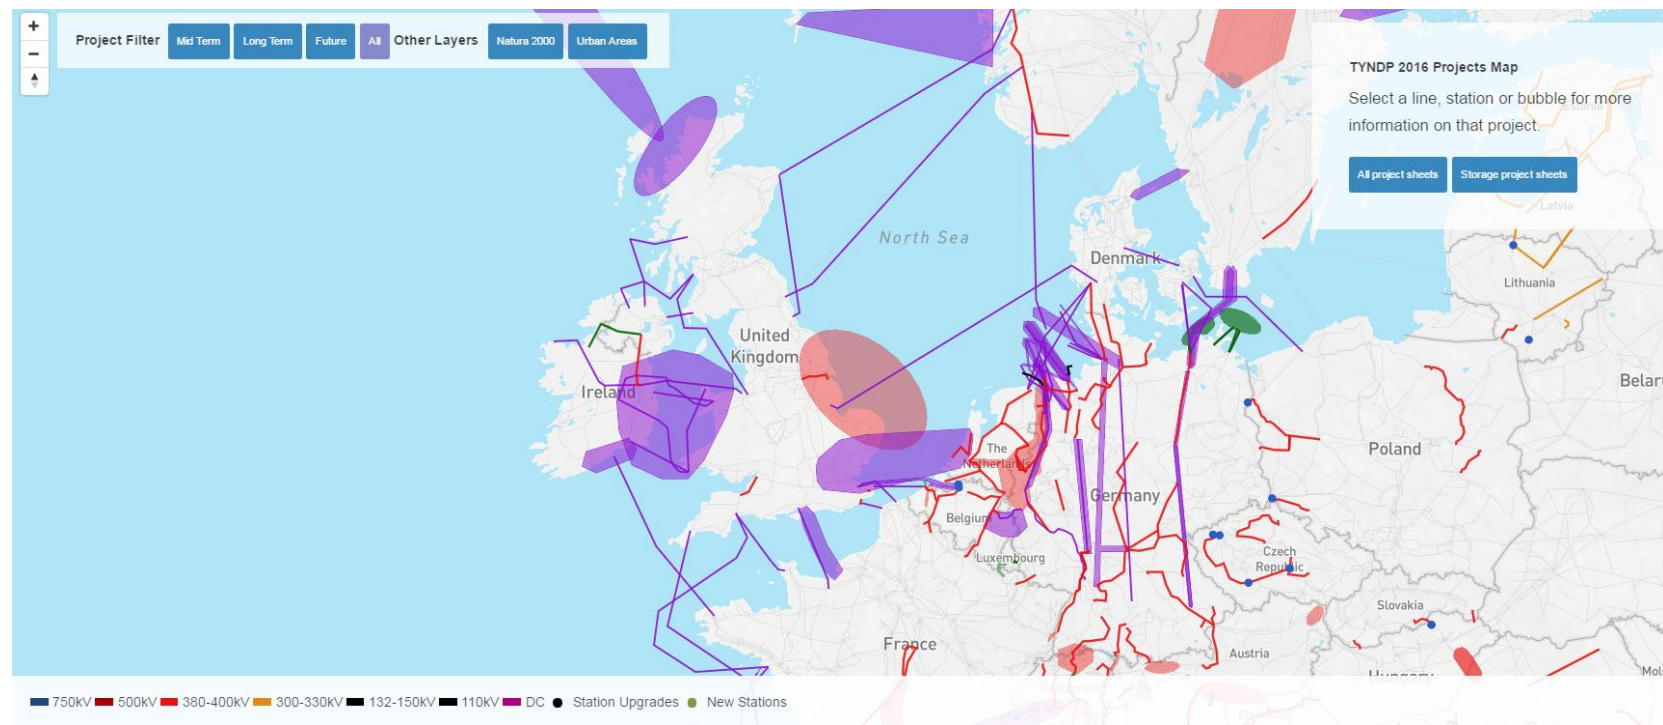 +
−
Project Filter Mid Term Long Term Future All Other Layers Natura 2000 Urban Areas
TYNDP 2016 Projects Map
Select a line, station or bubble for more
information on that project.
All project sheets Storage project sheets
Estonia
Latvia
North Sea
Denmark
Lithuania
United
Kingdom
Ireland
Belar
The
Netherlands
Poland
Germany
Belgium
Luxembourg
Czech
Republic
Slovakia
France
Austria
Hungary
Mol
750kV 500kV 380-400kV 300-330kV 132-150kV 110kV DC Station Upgrades New Stations